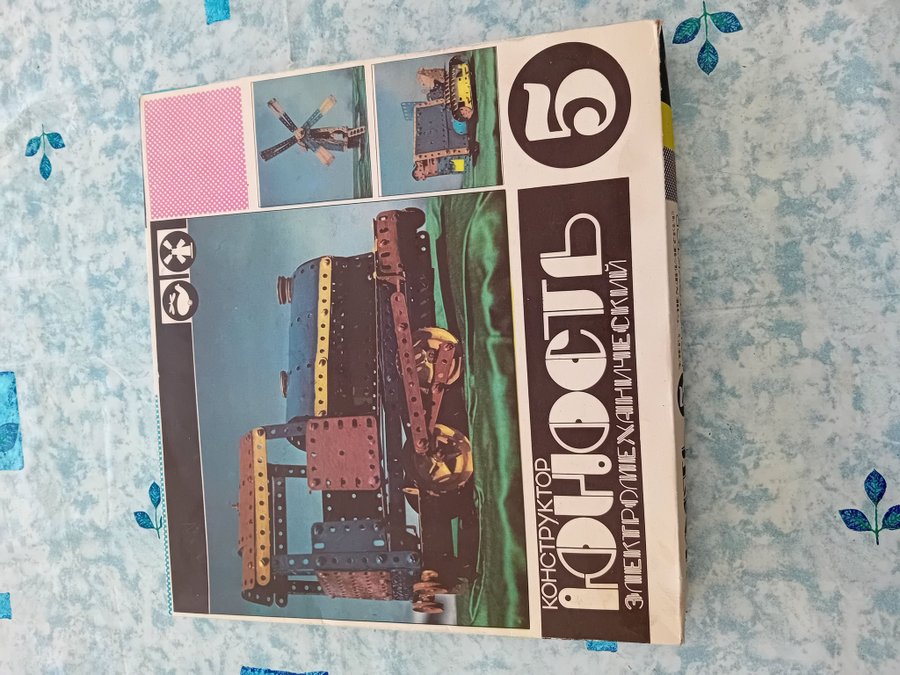 5
КОНСТРУКТОР
ЮНОСТЬ
ЭЛЕКТРОМЕХАНИЧЕСКИЙ